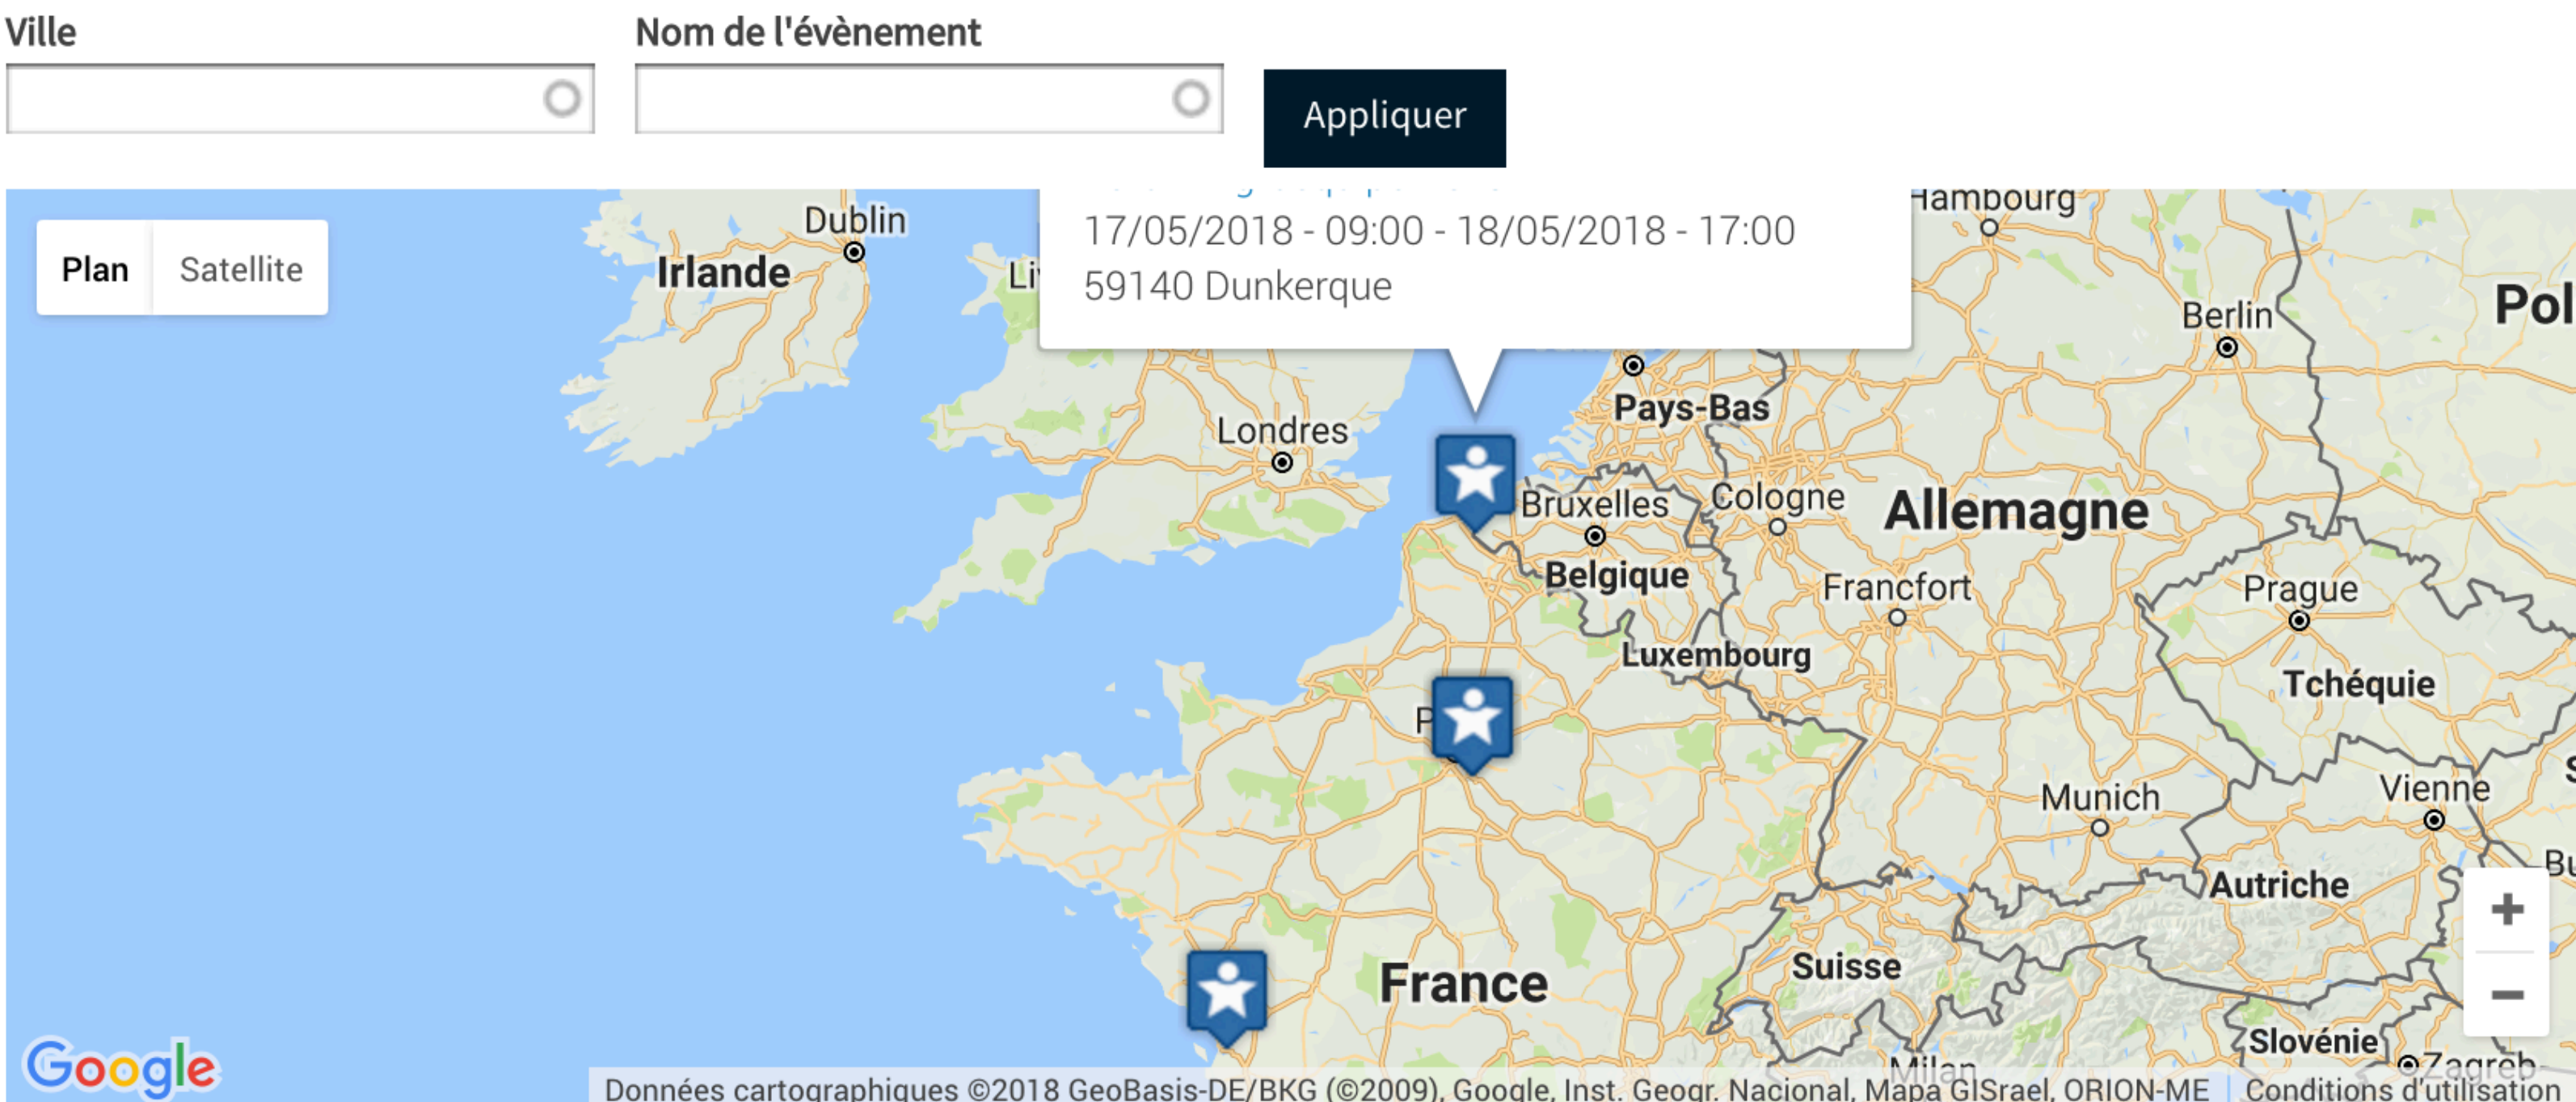 Ville
Nom de l'évènement
Appliquer
Plan
Satellite
Dublin
Irlande
17/05/2018 - 09:00 - 18/05/2018 - 17:00
59140 Dunkerque
Hambourg
Berlin
Pol
Londres
Pays-Bas
Bruxelles
Cologne
Allemagne
Belgique
Francfort
Prague
Luxembourg
Tchéquie
Munich
Vienne
Autriche
France
Suisse
Slovénie
Milan
Zagreb
Google
Données cartographiques ©2018 GeoBasis-DE/BKG (©2009), Google, Inst. Geogr. Nacional, Mapa GISrael, ORION-ME
Conditions d'utilisation